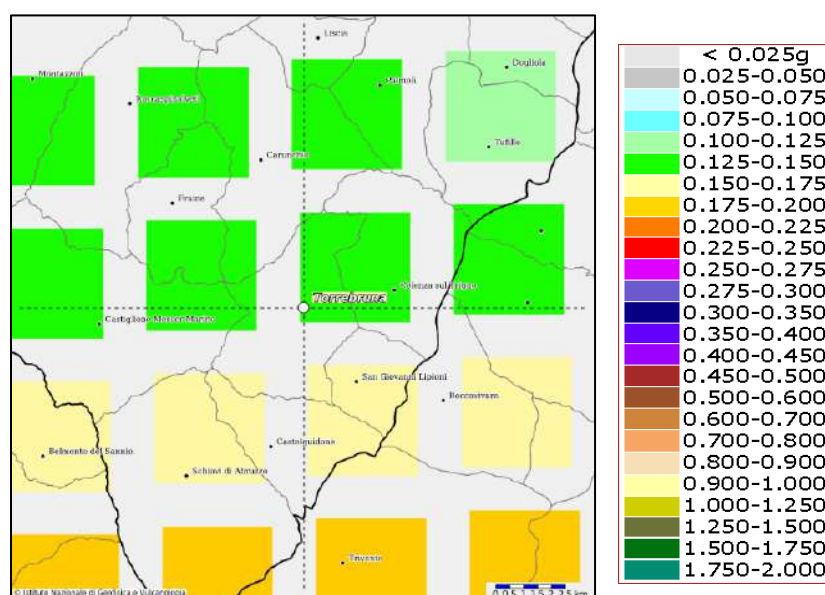 Liscia
Dogliola
Montazzoli
Palmoli
Roccaspinalveti
Tufillo
Carunchio
Fraine
Celenza sul Trigno
Torrebruna
Castiglione Messer Marino
San Giovanni Lipioni
Roccavivara
Castelguidone
Belmonte del Sannio
Schiavi di Abruzzo
Trivento
© Istituto Nazionale di Geofisica e Vulcanologia
< 0.025g
0.025-0.050
0.050-0.075
0.075-0.100
0.100-0.125
0.125-0.150
0.150-0.175
0.175-0.200
0.200-0.225
0.225-0.250
0.250-0.275
0.275-0.300
0.300-0.350
0.350-0.400
0.400-0.450
0.450-0.500
0.500-0.600
0.600-0.700
0.700-0.800
0.800-0.900
0.900-1.000
1.000-1.250
1.250-1.500
1.500-1.750
1.750-2.000